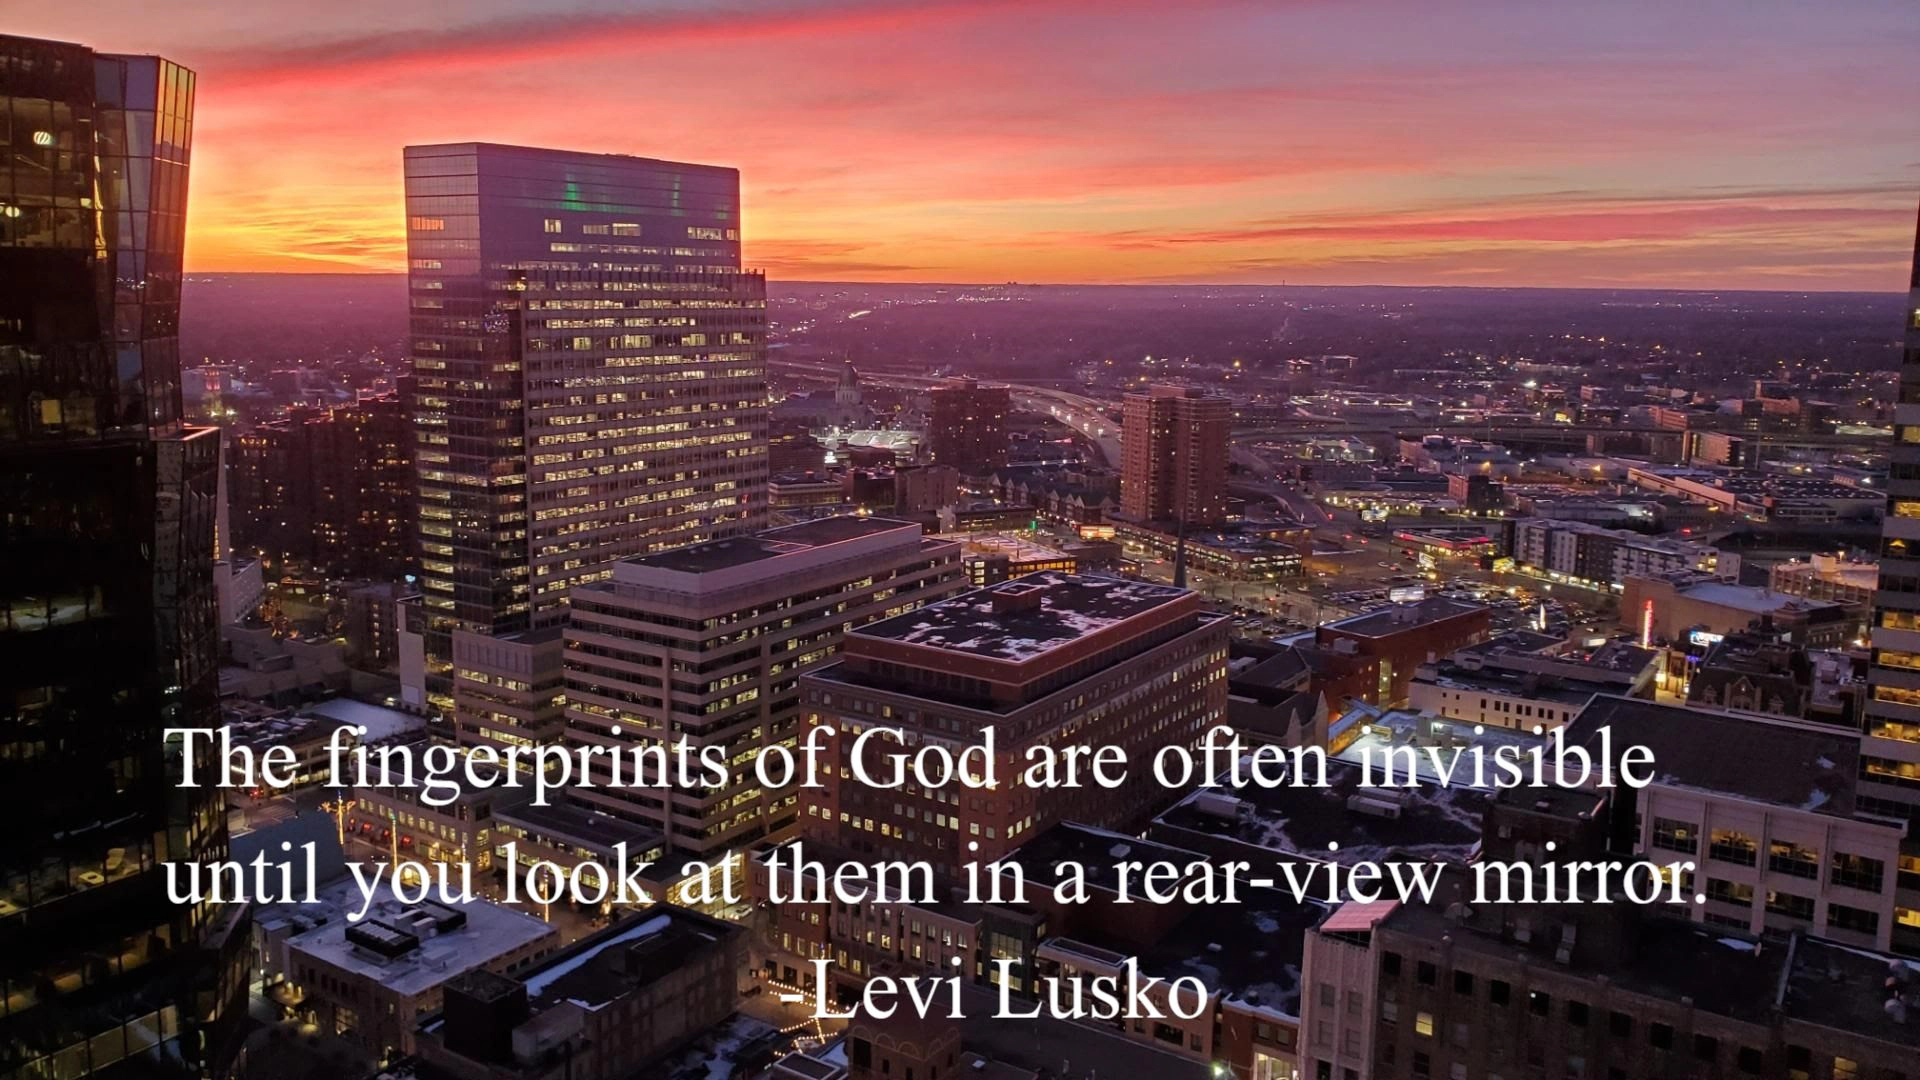 The fingerprints of God are often invisible
until you look at them in a rear-view mirror.
-Levi Lusko